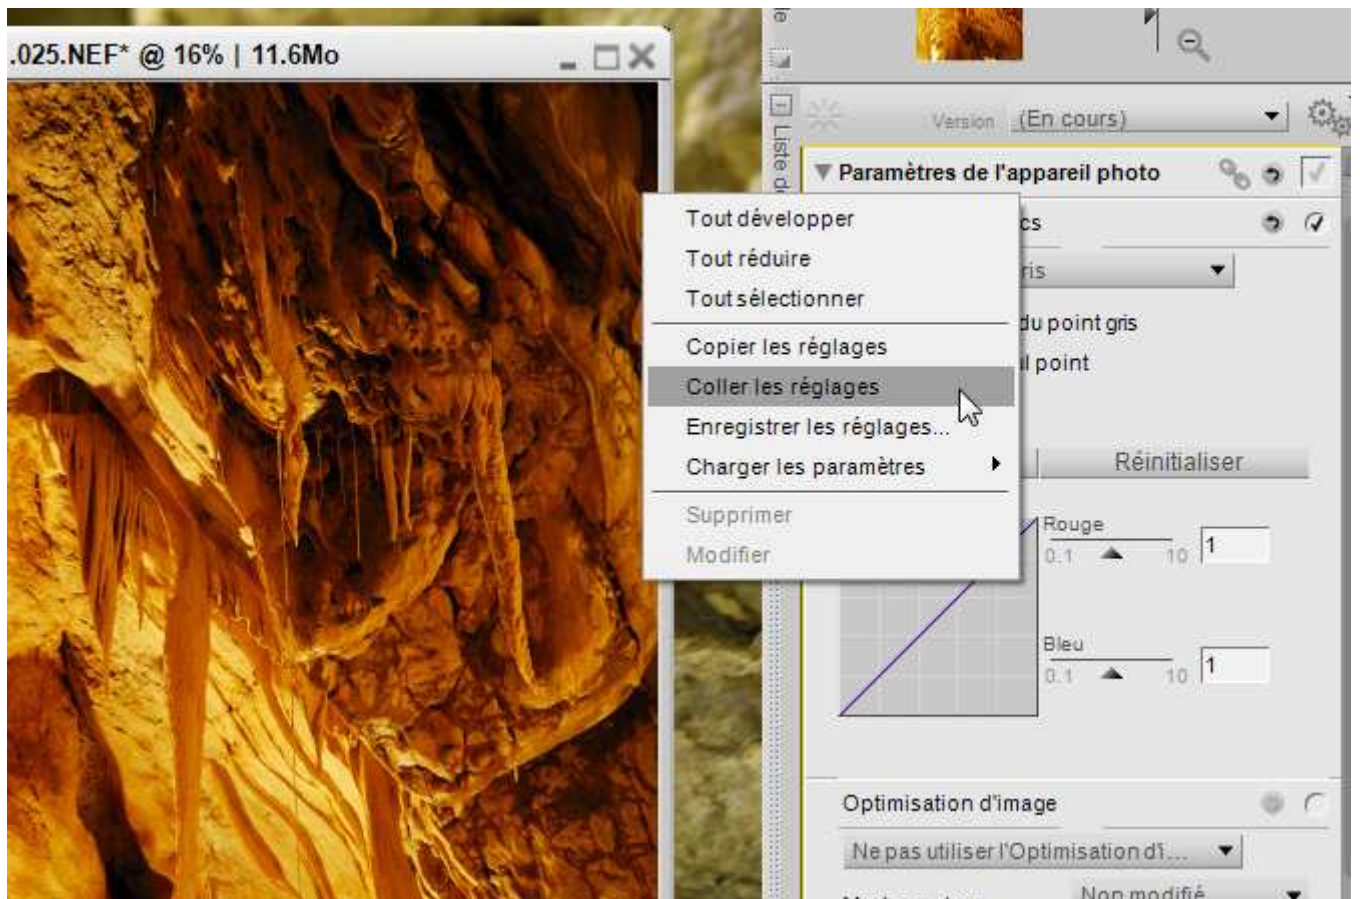 .025.NEF* @ 16% | 11.6Mo
Version (En cours)
Liste d
Paramètres de l'appareil photo
Tout développer
Tout réduire
Tout sélectionner
Copier les réglages
Coller les réglages
Enregistrer les réglages...
Charger les paramètres
Supprimer
Modifier
cs
ris
du point gris
ul point
Réinitialiser
Rouge
0.1 10 1
Bleu
0.1 10 1
Optimisation d'image
Ne pas utiliser l'Optimisation d'i...
Non modifié